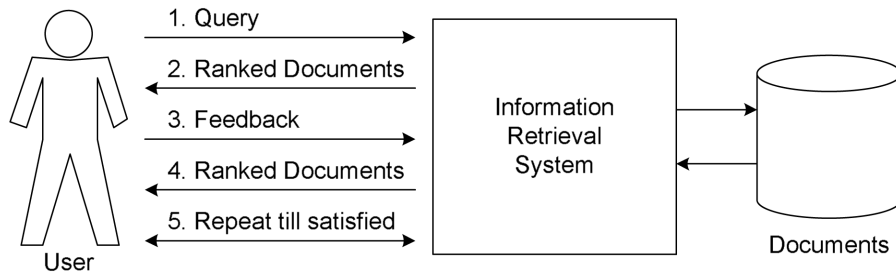 1. Query
2. Ranked Documents
3. Feedback
4. Ranked Documents
5. Repeat till satisfied
User
Information
Retrieval
System
Documents